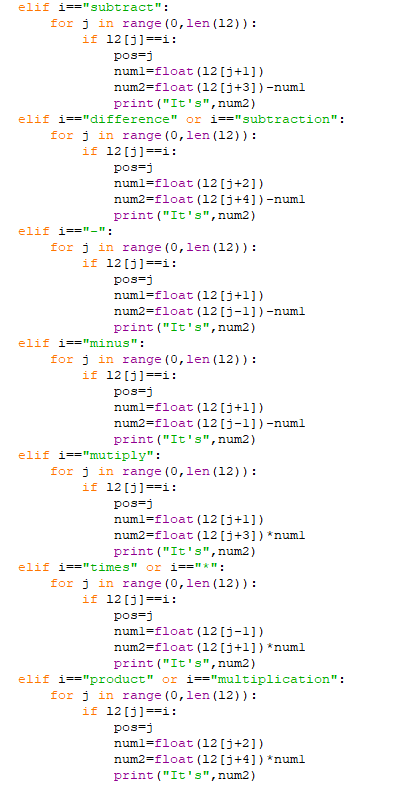 elif i=="subtract":
    for j in range(0,len(l2)):
        if l2[j]==i:
            pos=j
            num1=float(l2[j+1])
            num2=float(l2[j+3])-num1
            print("It's",num2)
elif i=="difference" or i=="subtraction":
    for j in range(0,len(l2)):
        if l2[j]==i:
            pos=j
            num1=float(l2[j+2])
            num2=float(l2[j+4])-num1
            print("It's",num2)
elif i=="-":
    for j in range(0,len(l2)):
        if l2[j]==i:
            pos=j
            num1=float(l2[j+1])
            num2=float(l2[j-1])-num1
            print("It's",num2)
elif i=="minus":
    for j in range(0,len(l2)):
        if l2[j]==i:
            pos=j
            num1=float(l2[j+1])
            num2=float(l2[j-1])-num1
            print("It's",num2)
elif i=="mutiply":
    for j in range(0,len(l2)):
        if l2[j]==i:
            pos=j
            num1=float(l2[j+1])
            num2=float(l2[j+3])*num1
            print("It's",num2)
elif i=="times" or i=="*":
    for j in range(0,len(l2)):
        if l2[j]==i:
            pos=j
            num1=float(l2[j-1])
            num2=float(l2[j+1])*num1
            print("It's",num2)
elif i=="product" or i=="multiplication":
    for j in range(0,len(l2)):
        if l2[j]==i:
            pos=j
            num1=float(l2[j+2])
            num2=float(l2[j+4])*num1
            print("It's",num2)